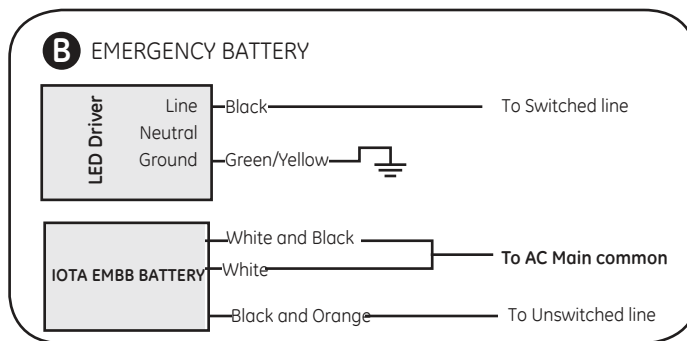 B EMERGENCY BATTERY
LED Driver
Line Black To Switched line
Neutral
Ground Green/Yellow
White and Black
IOTA EMBB BATTERY White To AC Main common
Black and Orange To Unswitched line